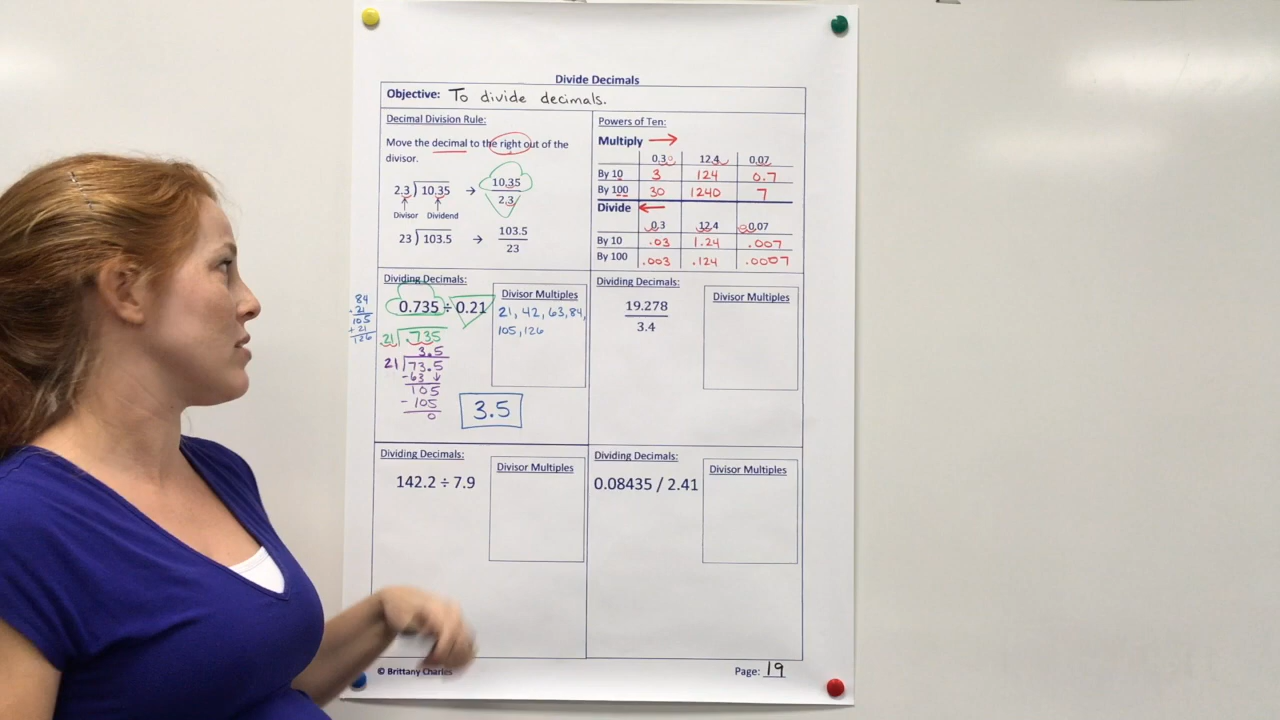 Divide Decimals
Objective: To divide decimals.
Decimal Division Rule:
Move the decimal to the right out of the
divisor.
2.3 10.35 → 10.35
2.3
Divisor Dividend
23 103.5 → 103.5
23
Powers of Ten:
Multiply →
0.30 12.4 0.07
By 10 3 124 0.7
By 100 30 1240 7
Divide ←
0.3 12.4 0.07
By 10 .03 1.24 .007
By 100 .003 .124 .0007
Dividing Decimals:
0.735 ÷ 0.21
84
+ 21
105
+ 21
126
.21 .735
3.5
21 73.5
-63 ↓
105
- 105
0
3.5
Divisor Multiples
21, 42, 63, 84,
105, 126
Dividing Decimals:
19.278
3.4
Divisor Multiples
Dividing Decimals:
142.2 ÷ 7.9
Divisor Multiples
Dividing Decimals:
0.08435 / 2.41
Divisor Multiples
© Brittany Charles
Page: 19